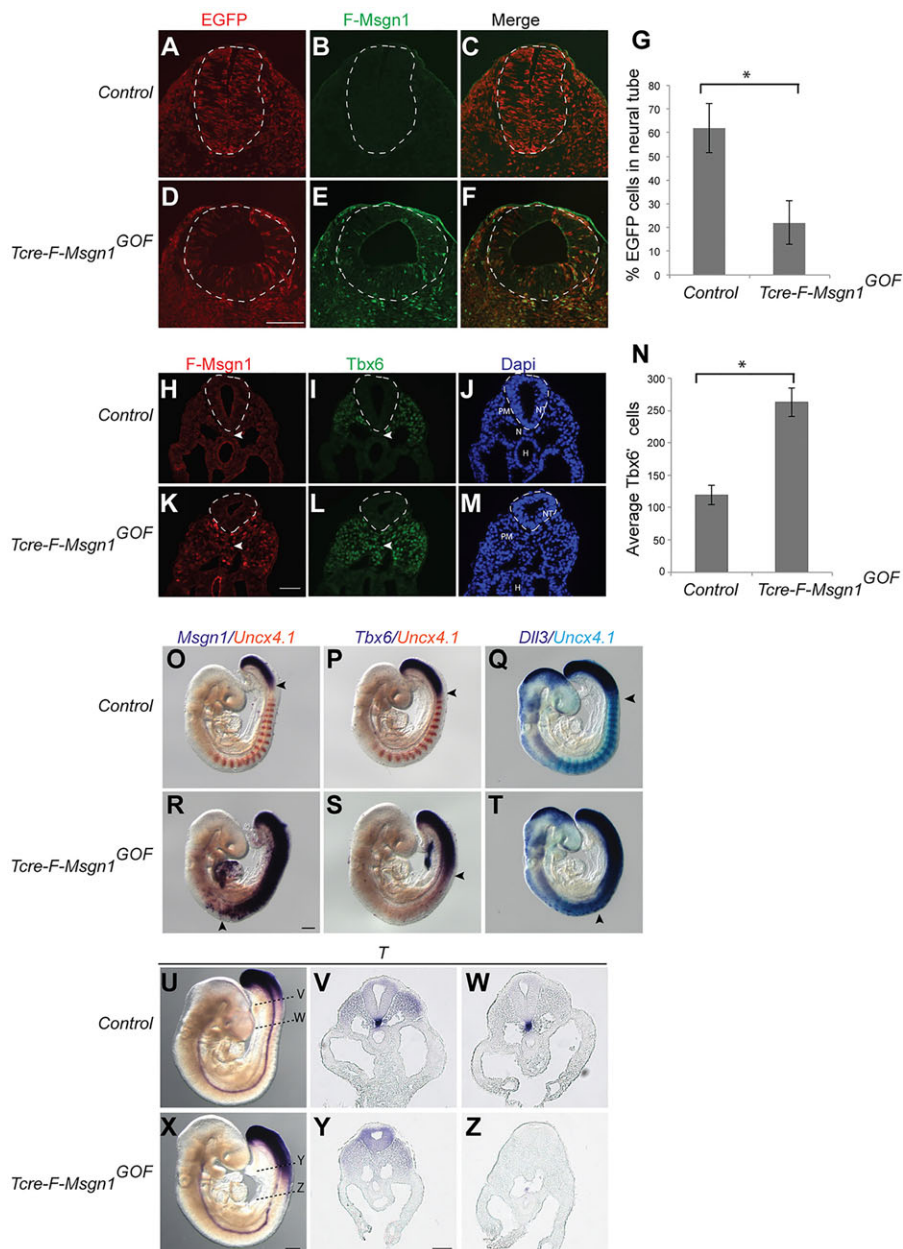 EGFP F-Msgn1 Merge
A B C
Control
D E F
Tcre-F-Msgn1GOF
G
*
% EGFP cells in neural tube
80
70
60
50
40
30
20
10
0
Control Tcre-F-Msgn1GOF
F-Msgn1 Tbx6 Dapi
H I J
Control
PM NT
N
H
K L M
Tcre-F-Msgn1GOF
NT
PM
H
N
*
Average Tbx6+ cells
300
250
200
150
100
50
0
Control Tcre-F-Msgn1GOF
Msgn1/Uncx4.1 Tbx6/Uncx4.1 Dll3/Uncx4.1
O P Q
Control
R S T
Tcre-F-Msgn1GOF
T
U V W
V
W
Control
X Y Z
Y
Z
Tcre-F-Msgn1GOF